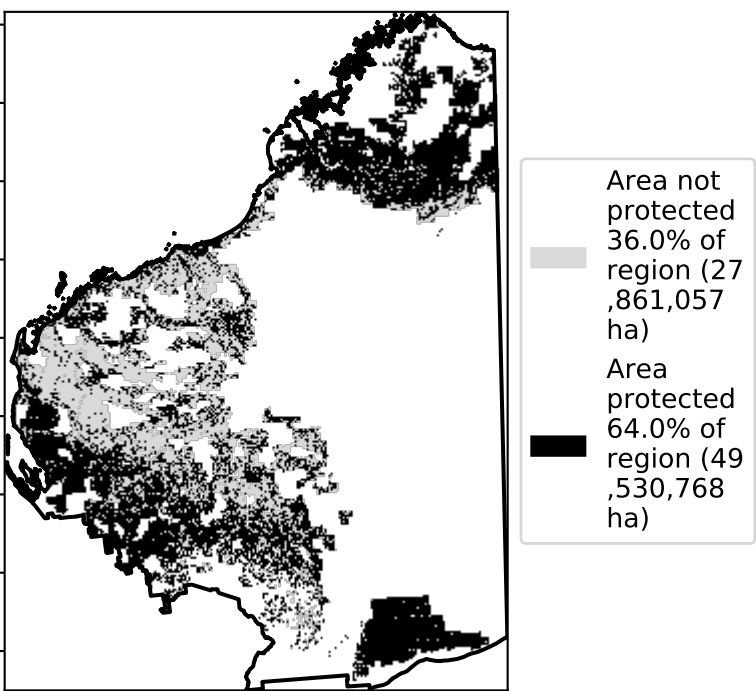 Area not
protected
36.0% of
region (27
,861,057
ha)
Area
protected
64.0% of
region (49
,530,768
ha)